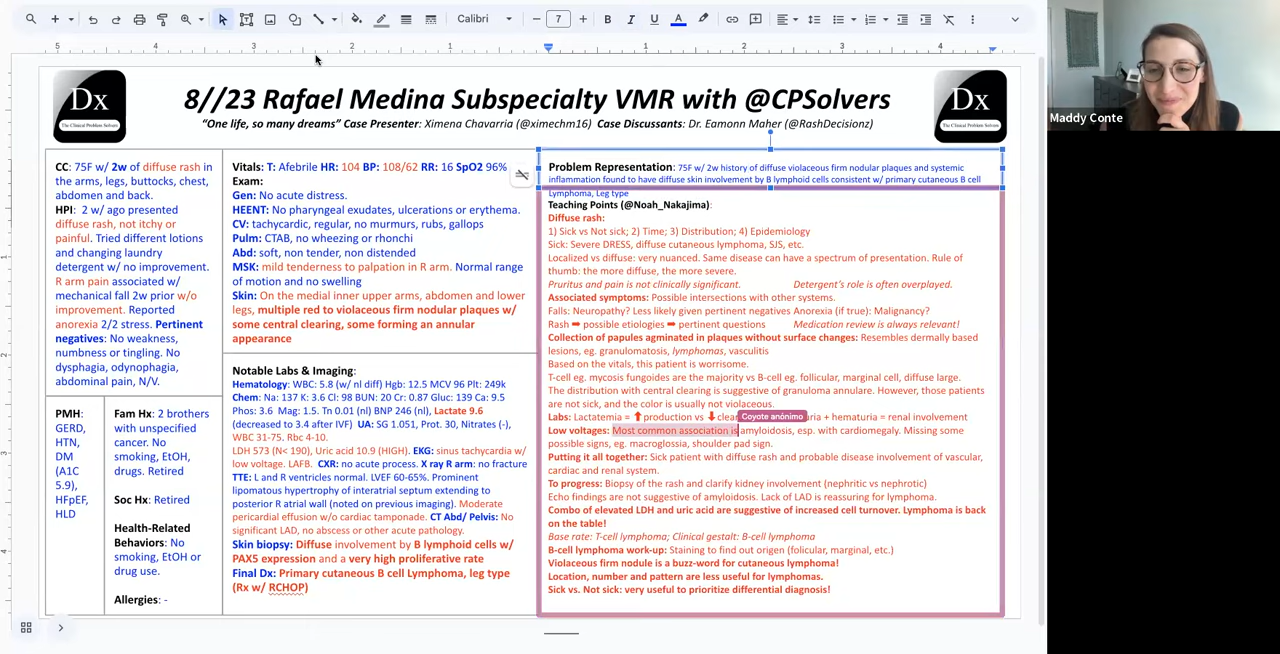 Calibri
7
B I U A
5 4 3 2 1 1 2 3 4
Maddy Conte
Dx
The Clinical Problem Solvers
8//23 Rafael Medina Subspecialty VMR with @CPSolvers
“One life, so many dreams” Case Presenter: Ximena Chavarria (@ximechm16) Case Discussants: Dr. Eamonn Maher (@RashDecisionz)
Dx
The Clinical Problem Solvers
CC: 75F w/ 2w of diffuse rash in
the arms, legs, buttocks, chest,
abdomen and back.
HPI: 2 w/ ago presented
diffuse rash, not itchy or
painful. Tried different lotions
and changing laundry
detergent w/ no improvement.
R arm pain associated w/
mechanical fall 2w prior w/o
improvement. Reported
anorexia 2/2 stress. Pertinent
negatives: No weakness,
numbness or tingling. No
dysphagia, odynophagia,
abdominal pain, N/V.
PMH:
GERD,
HTN,
DM
(A1C
5.9),
HFpEF,
HLD
Fam Hx: 2 brothers
with unspecified
cancer. No
smoking, EtOH,
drugs. Retired
Soc Hx: Retired
Health-Related
Behaviors: No
smoking, EtOH or
drug use.
Allergies: -
Vitals: T: Afebrile HR: 104 BP: 108/62 RR: 16 SpO2 96%
Exam:
Gen: No acute distress.
HEENT: No pharyngeal exudates, ulcerations or erythema.
CV: tachycardic, regular, no murmurs, rubs, gallops
Pulm: CTAB, no wheezing or rhonchi
Abd: soft, non tender, non distended
MSK: mild tenderness to palpation in R arm. Normal range
of motion and no swelling
Skin: On the medial inner upper arms, abdomen and lower
legs, multiple red to violaceous firm nodular plaques w/
some central clearing, some forming an annular
appearance
Notable Labs & Imaging:
Hematology: WBC: 5.8 (w/ nl diff) Hgb: 12.5 MCV 96 Plt: 249k
Chem: Na: 137 K: 3.6 Cl: 98 BUN: 20 Cr: 0.87 Gluc: 139 Ca: 9.5
Phos: 3.6 Mag: 1.5. Tn 0.01 (nl) BNP 246 (nl), Lactate 9.6
(decreased to 3.4 after IVF) UA: SG 1.051, Prot. 30, Nitrates (-),
WBC 31-75. Rbc 4-10.
LDH 573 (N< 190), Uric acid 10.9 (HIGH). EKG: sinus tachycardia w/
low voltage. LAFB. CXR: no acute process. X ray R arm: no fracture
TTE: L and R ventricles normal. LVEF 60-65%. Prominent
lipomatous hypertrophy of interatrial septum extending to
posterior R atrial wall (noted on previous imaging). Moderate
pericardial effusion w/o cardiac tamponade. CT Abd/ Pelvis: No
significant LAD, no abscess or other acute pathology.
Skin biopsy: Diffuse involvement by B lymphoid cells w/
PAX5 expression and a very high proliferative rate
Final Dx: Primary cutaneous B cell Lymphoma, leg type
(Rx w/ RCHOP)
Problem Representation: 75F w/ 2w history of diffuse violaceous firm nodular plaques and systemic
inflammation found to have diffuse skin involvement by B lymphoid cells consistent w/ primary cutaneous B cell
Lymphoma, Leg type
Teaching Points (@Noah_Nakajima):
Diffuse rash:
1) Sick vs Not sick; 2) Time; 3) Distribution; 4) Epidemiology
Sick: Severe DRESS, diffuse cutaneous lymphoma, SJS, etc.
Localized vs diffuse: very nuanced. Same disease can have a spectrum of presentation. Rule of
thumb: the more diffuse, the more severe.
Pruritus and pain is not clinically significant. Detergent’s role is often overplayed.
Associated symptoms: Possible intersections with other systems.
Falls: Neuropathy? Less likely given pertinent negatives Anorexia (if true): Malignancy?
Rash ➡ possible etiologies ➡ pertinent questions Medication review is always relevant!
Collection of papules agminated in plaques without surface changes: Resembles dermally based
lesions, eg. granulomatosis, lymphomas, vasculitis
Based on the vitals, this patient is worrisome.
T-cell eg. mycosis fungoides are the majority vs B-cell eg. follicular, marginal cell, diffuse large.
The distribution with central clearing is suggestive of granuloma annulare. However, those patients
are not sick, and the color is usually not violaceous.
Labs: Lactatemia = ⬆production vs ⬇clear Coyote anónimo uria + hematuria = renal involvement
Low voltages: Most common association is amyloidosis, esp. with cardiomegaly. Missing some
possible signs, eg. macroglossia, shoulder pad sign.
Putting it all together: Sick patient with diffuse rash and probable disease involvement of vascular,
cardiac and renal system.
To progress: Biopsy of the rash and clarify kidney involvement (nephritic vs nephrotic)
Echo findings are not suggestive of amyloidosis. Lack of LAD is reassuring for lymphoma.
Combo of elevated LDH and uric acid are suggestive of increased cell turnover. Lymphoma is back
on the table!
Base rate: T-cell lymphoma; Clinical gestalt: B-cell lymphoma
B-cell lymphoma work-up: Staining to find out origin (folicular, marginal, etc.)
Violaceous firm nodule is a buzz-word for cutaneous lymphoma!
Location, number and pattern are less useful for lymphomas.
Sick vs. Not sick: very useful to prioritize differential diagnosis!